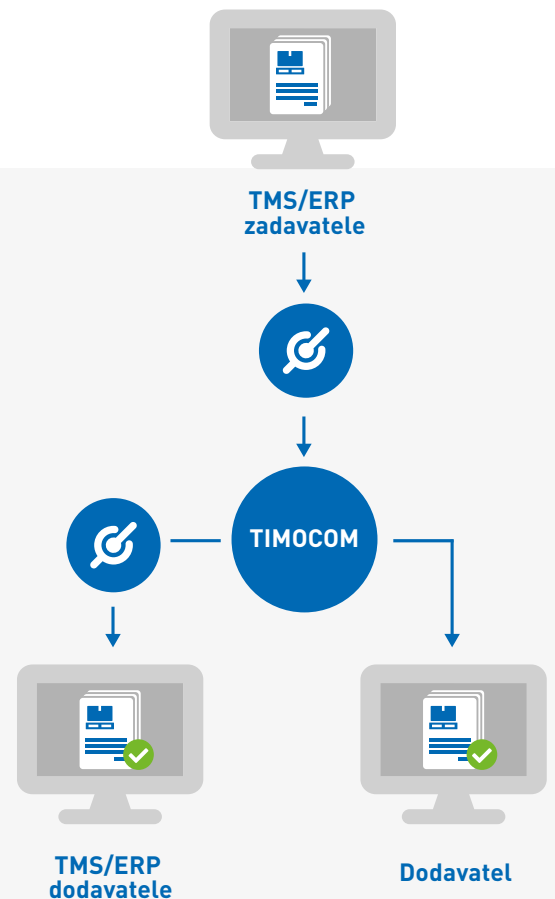 TMS/ERP
zadavatele
TIMOCOM
TMS/ERP
dodavatele
Dodavatel